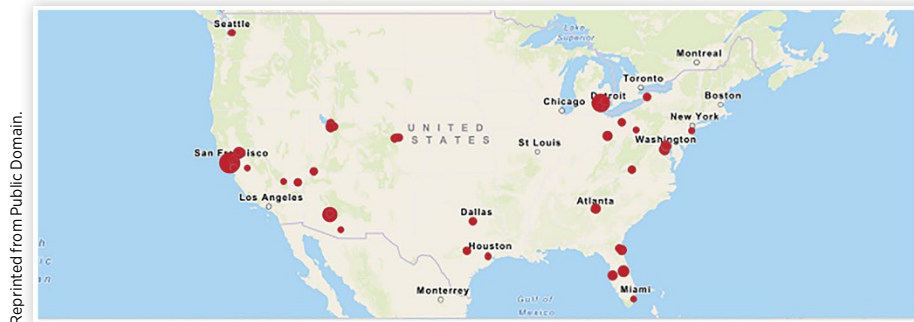 Reprinted from Public Domain.
Seattle
Lake
Superior
Montreal
Toronto
Detroit
Boston
Chicago
New York
UNITED
STATES
St Louis
Washington
San Francisco
Los Angeles
Atlanta
Dallas
Houston
Miami
Monterrey
Gulf of
Mexico